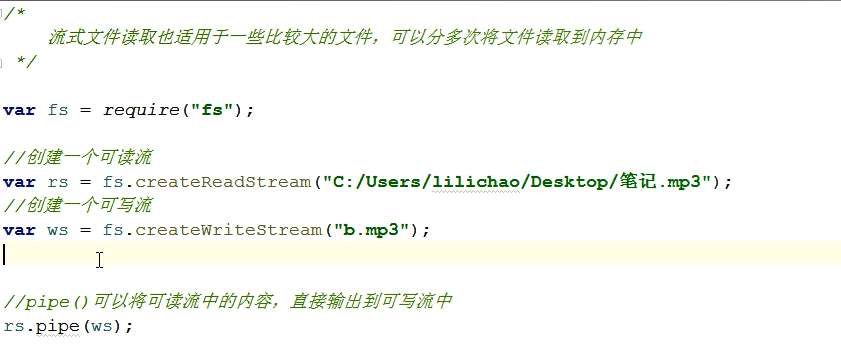 /*
流式文件读取也适用于一些比较大的文件，可以分多次将文件读取到内存中
*/
var fs = require("fs");
//创建一个可读流
var rs = fs.createReadStream("C:/Users/lilichao/Desktop/笔记.mp3");
//创建一个可写流
var ws = fs.createWriteStream("b.mp3");
//pipe()可以将可读流中的内容，直接输出到可写流中
rs.pipe(ws);